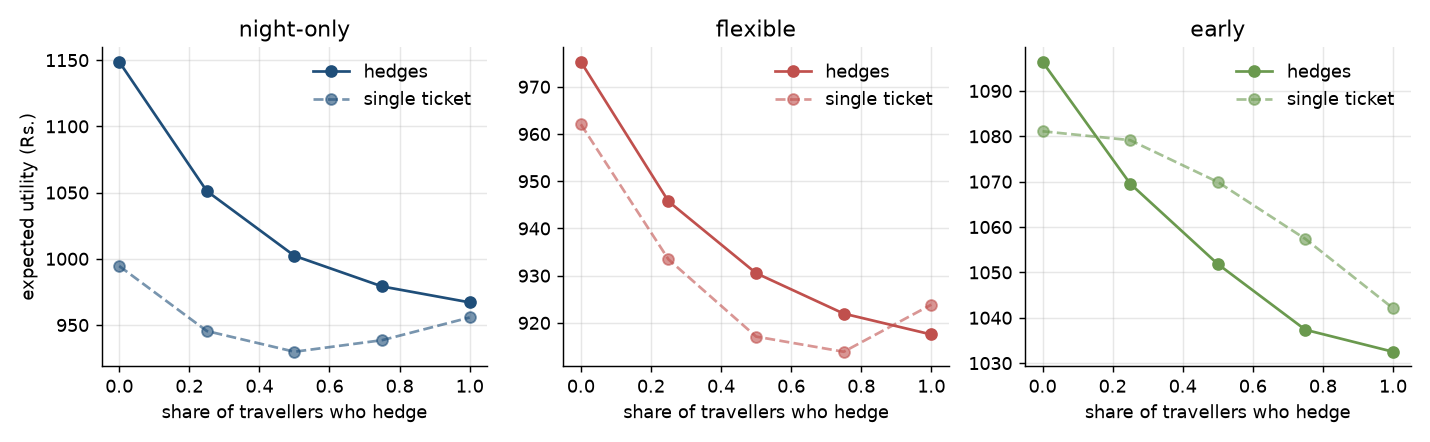 night-only
expected utility (Rs.)
1150
1100
1050
1000
950
hedges
single ticket
0.0 0.2 0.4 0.6 0.8 1.0
share of travellers who hedge
flexible
970
960
950
940
930
920
hedges
single ticket
0.0 0.2 0.4 0.6 0.8 1.0
share of travellers who hedge
early
1090
1080
1070
1060
1050
1040
1030
hedges
single ticket
0.0 0.2 0.4 0.6 0.8 1.0
share of travellers who hedge